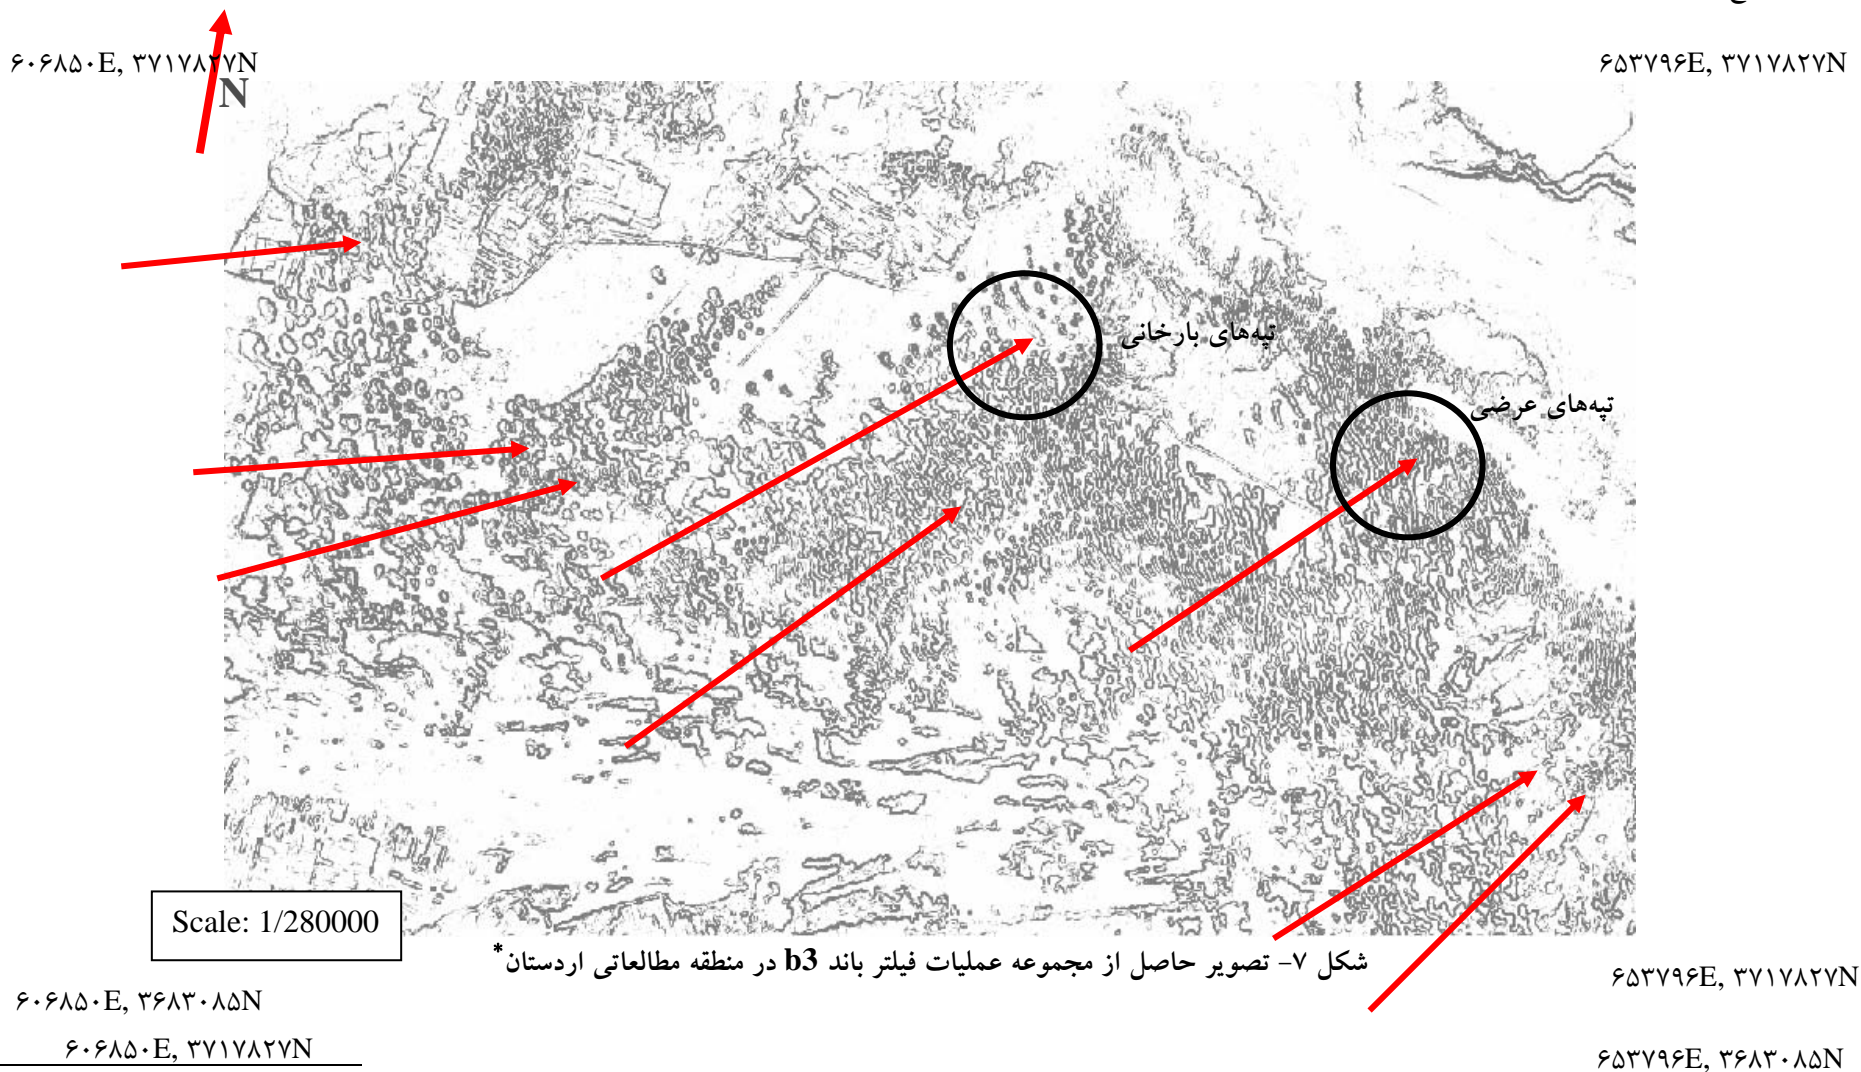 ۶۰۶۸۵۰E, ۳۷۱۷۸۲۷N
۶۵۳۷۹۶E, ۳۷۱۷۸۲۷N
N
تپه‌های بارخانی
تپه‌های عرضی
Scale: 1/280000
شکل ۷- تصویر حاصل از مجموعه عملیات فیلتر باند b3 در منطقه مطالعاتی اردستان*
۶۵۳۷۹۶E, ۳۷۱۷۸۲۷N
۶۰۶۸۵۰E, ۳۶۸۳۰۸۵N
۶۰۶۸۵۰E, ۳۷۱۷۸۲۷N
۶۵۳۷۹۶E, ۳۶۸۳۰۸۵N